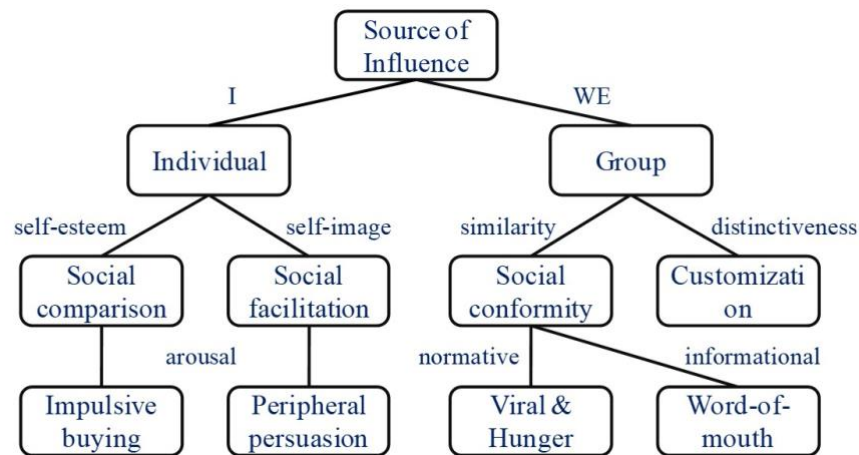 Source of
Influence
I
WE
Individual
Group
self-esteem
self-image
similarity
distinctiveness
Social
comparison
Social
facilitation
Social
conformity
Customizati
on
arousal
normative
informational
Impulsive
buying
Peripheral
persuasion
Viral &
Hunger
Word-of-
mouth